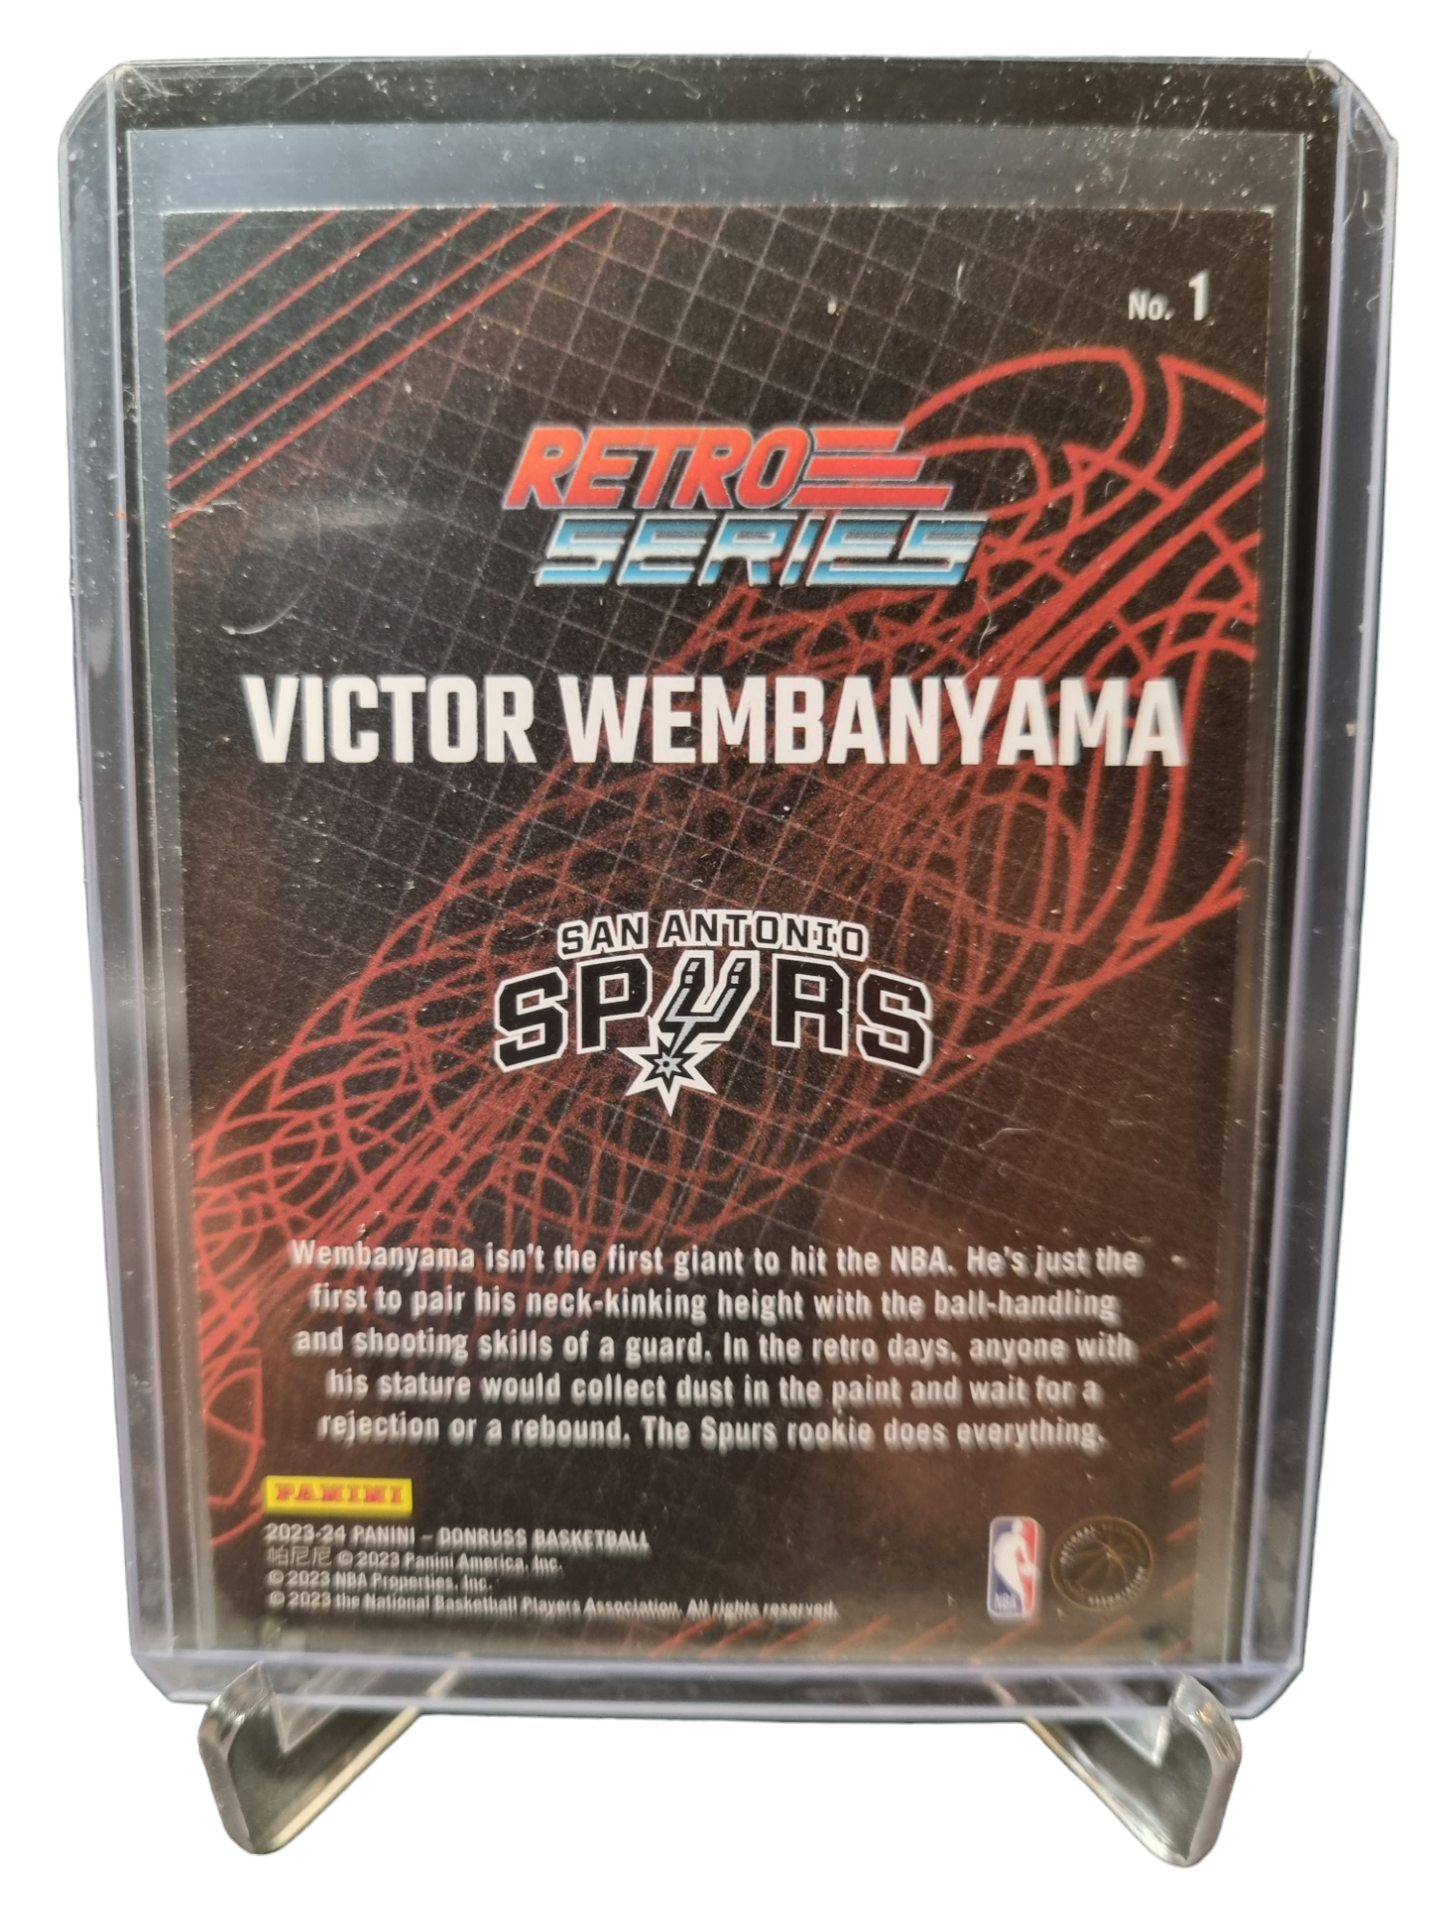 No. 1
RETRO
SERIES
VICTOR WEMBANYAMA
SAN ANTONIO
SPURS
Wembanyama isn't the first giant to hit the NBA. He's just the
first to pair his neck-kinking height with the ball-handling
and shooting skills of a guard. In the retro days, anyone with
his stature would collect dust in the paint and wait for a
rejection or a rebound. The Spurs rookie does everything.
PANINI
2023-24 PANINI – DONRUSS BASKETBALL
帕尼尼 © 2023 Panini America, Inc.
© 2023 NBA Properties, Inc.
© 2023 the National Basketball Players Association. All rights reserved.
NBA